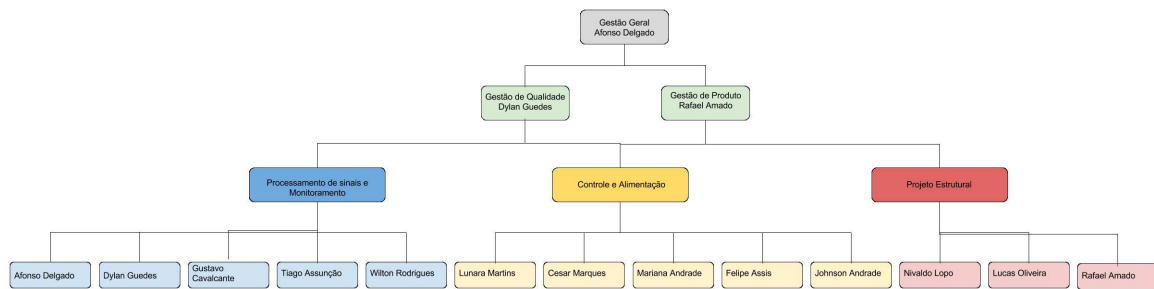 Gestão Geral
Afonso Delgado
Gestão de Qualidade
Dylan Guedes
Gestão de Produto
Rafael Amado
Processamento de sinais e
Monitoramento
Controle e Alimentação
Projeto Estrutural
Afonso Delgado
Dylan Guedes
Gustavo
Cavalcante
Tiago Assunção
Wilton Rodrigues
Lunara Martins
Cesar Marques
Mariana Andrade
Felipe Assis
Johnson Andrade
Nivaldo Lopo
Lucas Oliveira
Rafael Amado